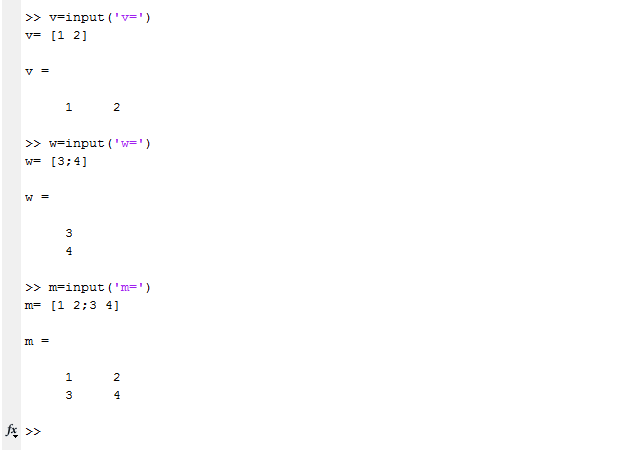 >> v=input('v=')
v= [1 2]
v =
1 2
>> w=input('w=')
w= [3;4]
w =
3
4
>> m=input('m=')
m= [1 2;3 4]
m =
1 2
3 4
fx >>